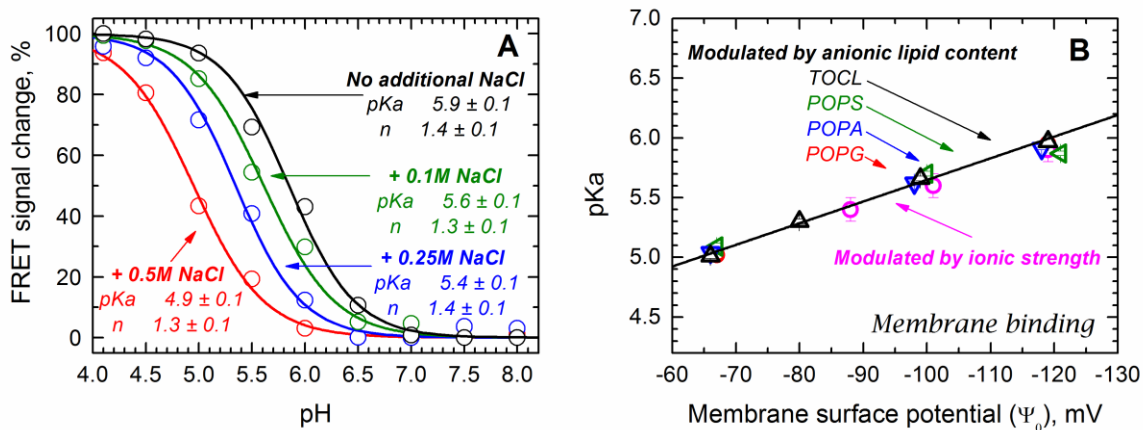 A
FRET signal change, %
100
80
60
40
20
0
4.0 4.5 5.0 5.5 6.0 6.5 7.0 7.5 8.0
pH
No additional NaCl
pKa 5.9 ± 0.1
n 1.4 ± 0.1
+ 0.1M NaCl
pKa 5.6 ± 0.1
n 1.3 ± 0.1
+ 0.25M NaCl
pKa 5.4 ± 0.1
n 1.4 ± 0.1
+ 0.5M NaCl
pKa 4.9 ± 0.1
n 1.3 ± 0.1
B
pKa
7.0
6.5
6.0
5.5
5.0
4.5
Modulated by anionic lipid content
TOCL
POPS
POPA
POPG
Modulated by ionic strength
Membrane binding
-60 -70 -80 -90 -100 -110 -120 -130
Membrane surface potential (Ψ₀), mV